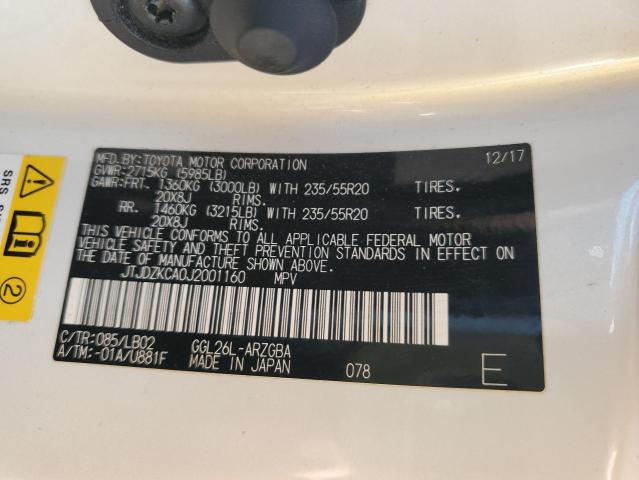 MFD.BY:TOYOTA MOTOR CORPORATION 12/17
GVWR:2715KG (5985LB)
GAWR:FRT. 1360KG (3000LB) WITH 235/55R20 TIRES.
20X8J RIMS.
RR. 1460KG (3215LB) WITH 235/55R20 TIRES.
20X8J RIMS.
THIS VEHICLE CONFORMS TO ALL APPLICABLE FEDERAL MOTOR
VEHICLE SAFETY AND THEFT PREVENTION STANDARDS IN EFFECT ON
THE DATE OF MANUFACTURE SHOWN ABOVE.
JTJDZKCA0J2001160 MPV
C/TR:085/LB02 GGL26L-ARZGBA
A/TM:-01A/U881F MADE IN JAPAN 078 E
SRS
2